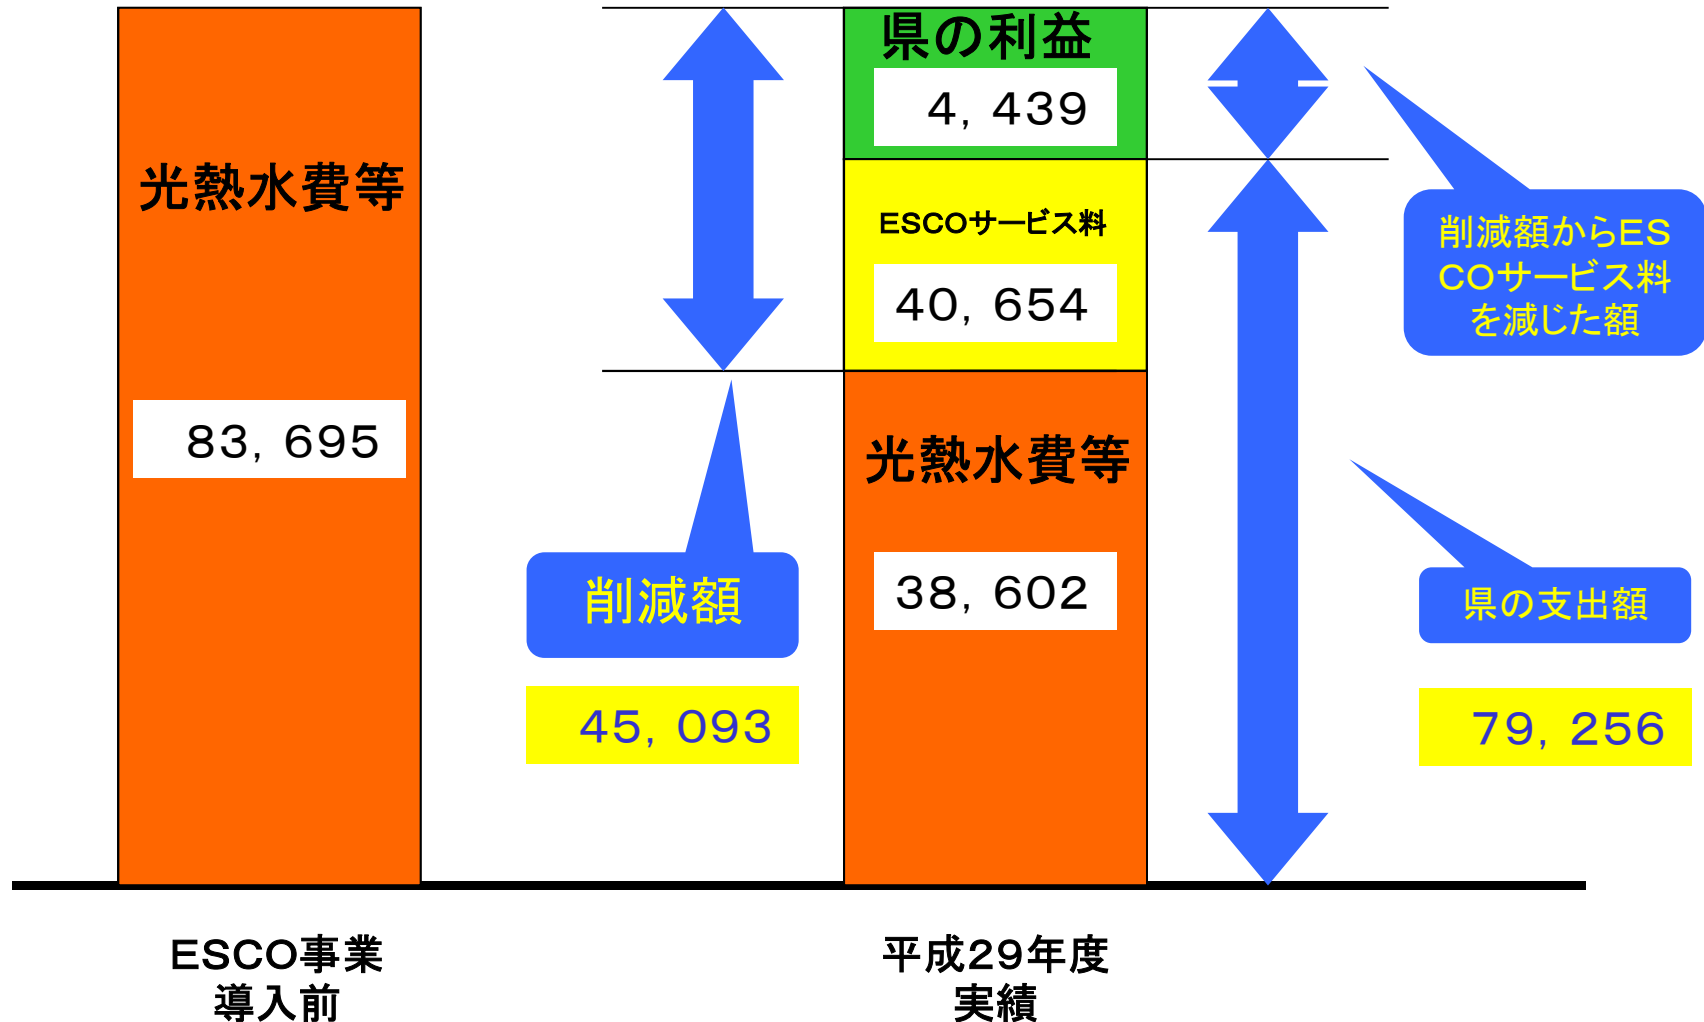 光熱水費等
83,695
ESCO事業
導入前
削減額
45,093
県の利益
4,439
ESCOサービス料
40,654
光熱水費等
38,602
平成29年度
実績
削減額からES
COサービス料
を減じた額
県の支出額
79,256